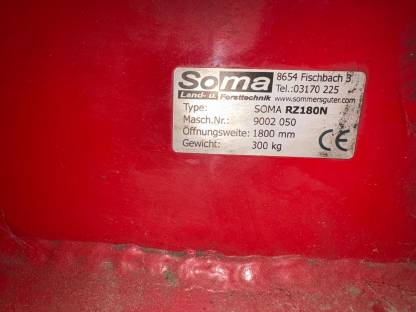 Soma 8654 Fischbach 3
Land- u. Forsttechnik Tel.:03170 225
www.sommersguter.com
Type: SOMA RZ180N
Masch.Nr.: 9002 050
Öffnungsweite: 1800 mm
Gewicht: 300 kg
CE